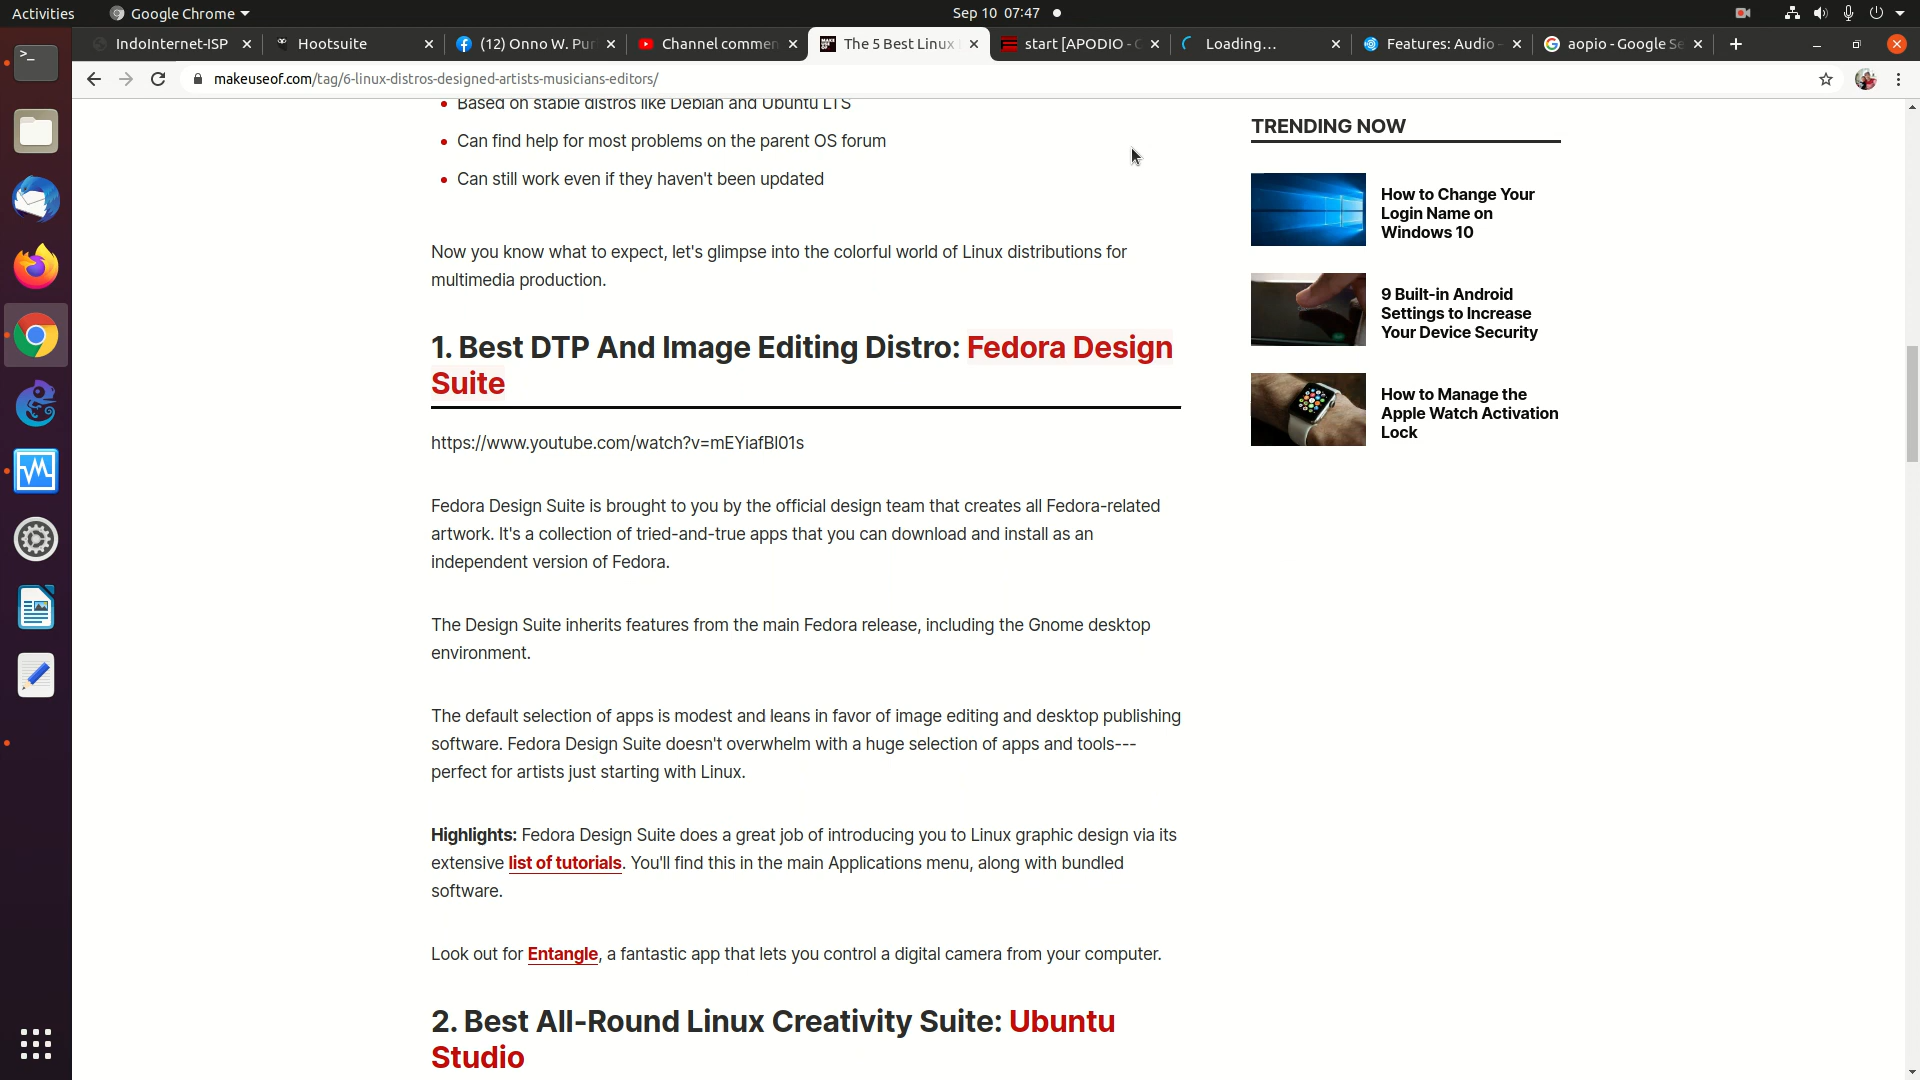 Activities
Google Chrome
Sep 10 07:47
IndoInternet-ISP
Hootsuite
(12) Onno W. Pur
Channel commen
The 5 Best Linux
start [APODIO - 
Loading...
Features: Audio
aopio - Google Se
makeuseof.com/tag/6-linux-distros-designed-artists-musicians-editors/
Based on stable distros like Debian and Ubuntu LTS
Can find help for most problems on the parent OS forum
Can still work even if they haven't been updated
Now you know what to expect, let's glimpse into the colorful world of Linux distributions for
multimedia production.
1. Best DTP And Image Editing Distro: Fedora Design
Suite
https://www.youtube.com/watch?v=mEYiafBl01s
Fedora Design Suite is brought to you by the official design team that creates all Fedora-related
artwork. It's a collection of tried-and-true apps that you can download and install as an
independent version of Fedora.
The Design Suite inherits features from the main Fedora release, including the Gnome desktop
environment.
The default selection of apps is modest and leans in favor of image editing and desktop publishing
software. Fedora Design Suite doesn't overwhelm with a huge selection of apps and tools---
perfect for artists just starting with Linux.
Highlights: Fedora Design Suite does a great job of introducing you to Linux graphic design via its
extensive list of tutorials. You'll find this in the main Applications menu, along with bundled
software.
Look out for Entangle, a fantastic app that lets you control a digital camera from your computer.
2. Best All-Round Linux Creativity Suite: Ubuntu
Studio
TRENDING NOW
How to Change Your
Login Name on
Windows 10
9 Built-in Android
Settings to Increase
Your Device Security
How to Manage the
Apple Watch Activation
Lock